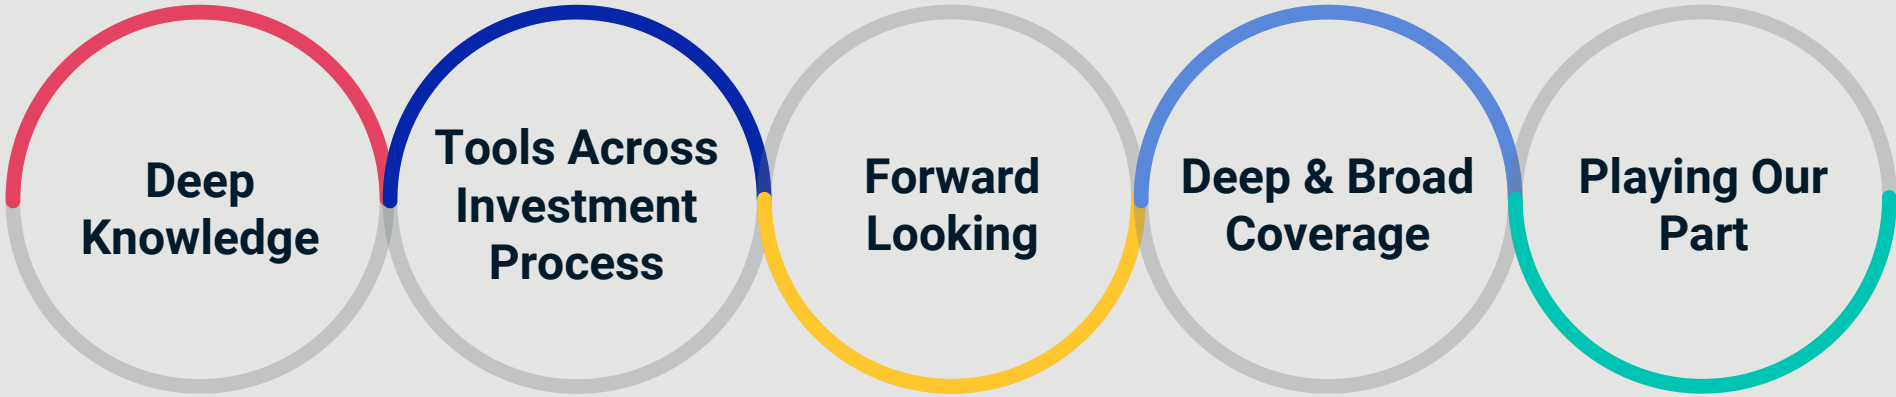 Deep
Knowledge
Tools Across
Investment
Process
Forward
Looking
Deep & Broad
Coverage
Playing Our
Part